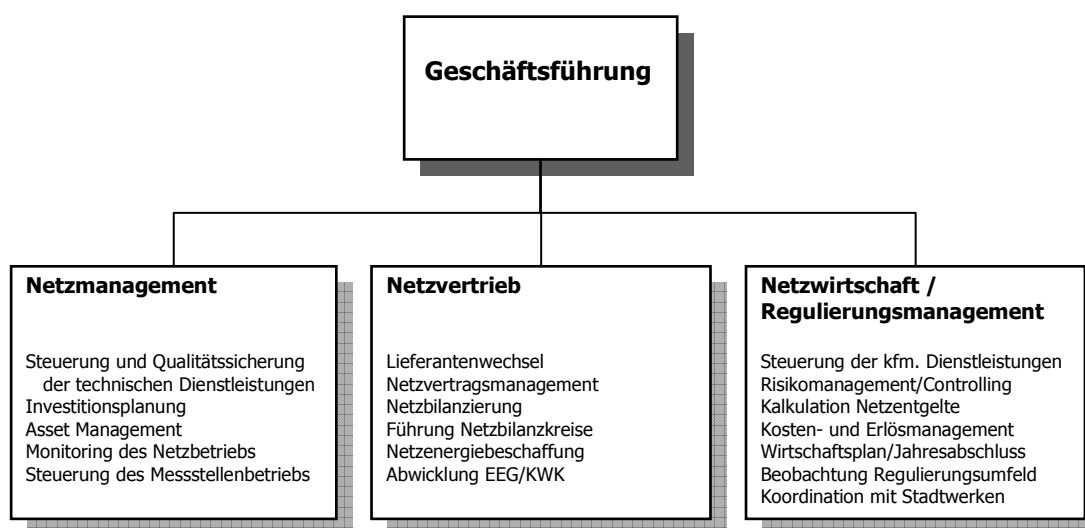 Geschäftsführung
Netzmanagement
Steuerung und Qualitätssicherung
der technischen Dienstleistungen
Investitionsplanung
Asset Management
Monitoring des Netzbetriebs
Steuerung des Messstellenbetriebs
Netzvertrieb
Lieferantenwechsel
Netzvertragsmanagement
Netzbilanzierung
Führung Netzbilanzkreise
Netzenergiebeschaffung
Abwicklung EEG/KWK
Netzwirtschaft /
Regulierungsmanagement
Steuerung der kfm. Dienstleistungen
Risikomanagement/Controlling
Kalkulation Netzentgelte
Kosten- und Erlösmanagement
Wirtschaftsplan/Jahresabschluss
Beobachtung Regulierungsumfeld
Koordination mit Stadtwerken